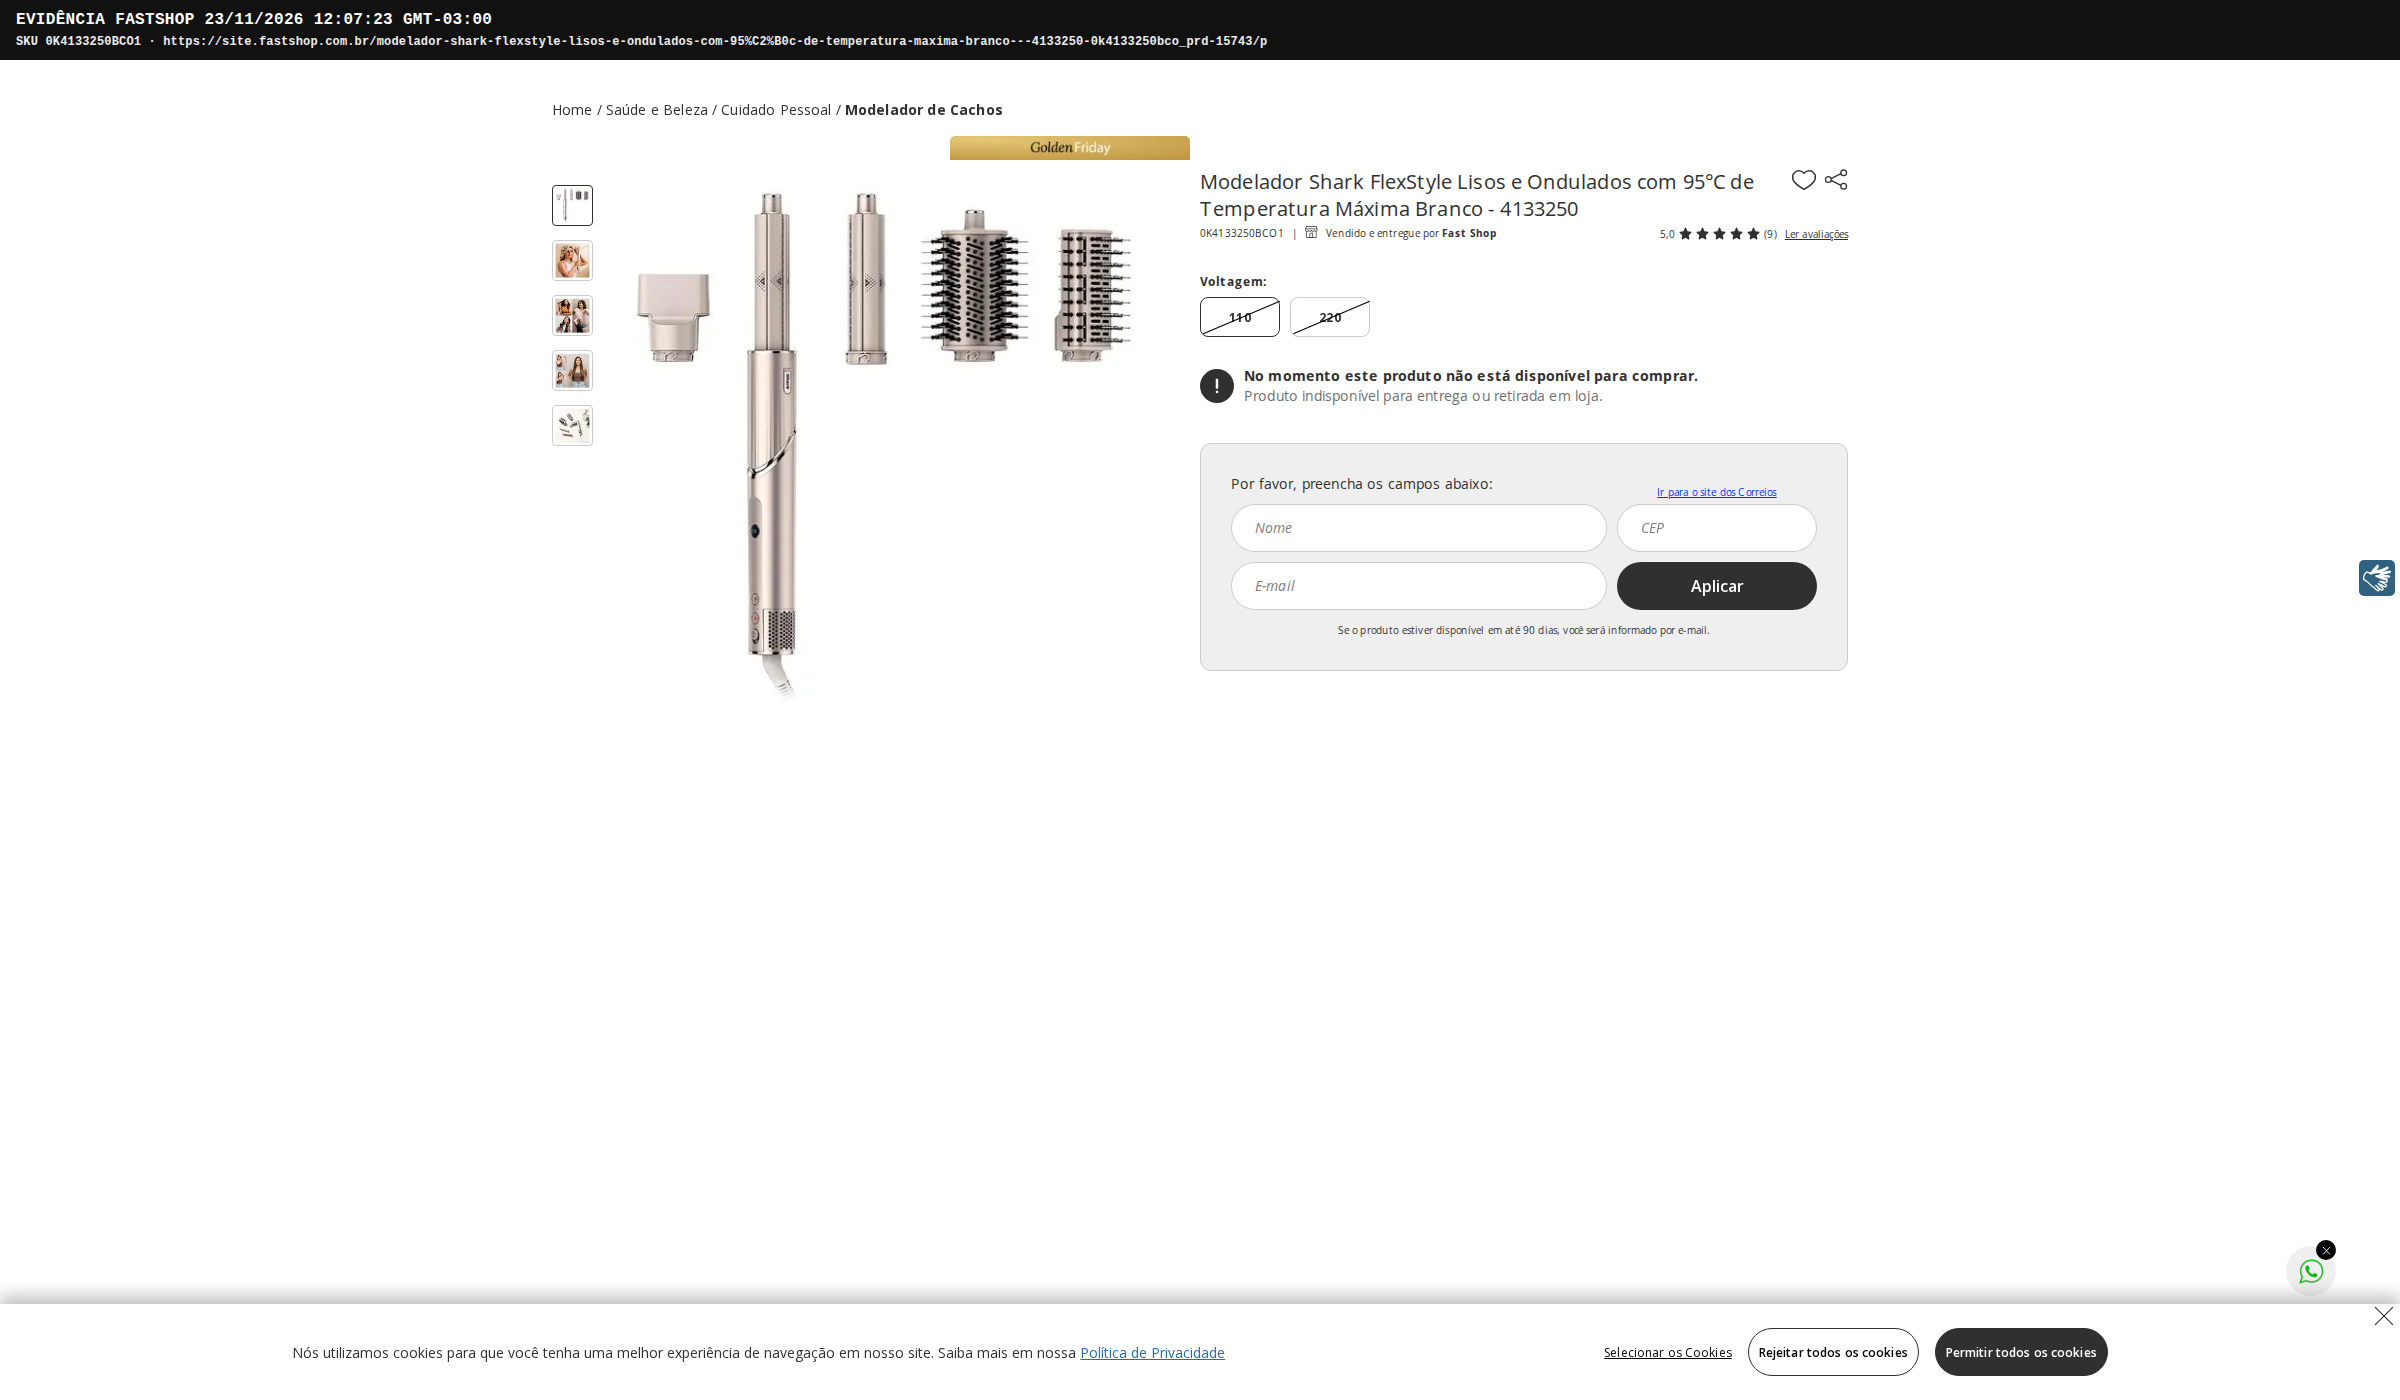 EVIDÊNCIA FASTSHOP 23/11/2026 12:07:23 GMT-03:00
SKU 0K4133250BCO1 · https://site.fastshop.com.br/modelador-shark-flexstyle-lisos-e-ondulados-com-95%C2%B0c-de-temperatura-maxima-branco---4133250-0k4133250bco_prd-15743/p
Home / Saúde e Beleza / Cuidado Pessoal / Modelador de Cachos
Golden Friday
Modelador Shark FlexStyle Lisos e Ondulados com 95°C de
Temperatura Máxima Branco - 4133250
0K4133250BCO1 | Vendido e entregue por Fast Shop
5,0 (9) Ler avaliações
Voltagem:
110 220
No momento este produto não está disponível para comprar.
Produto indisponível para entrega ou retirada em loja.
Por favor, preencha os campos abaixo:
Ir para o site dos Correios
Nome CEP
E-mail Aplicar
Se o produto estiver disponível em até 90 dias, você será informado por e-mail.
Nós utilizamos cookies para que você tenha uma melhor experiência de navegação em nosso site. Saiba mais em nossa Política de Privacidade
Selecionar os Cookies Rejeitar todos os cookies Permitir todos os cookies